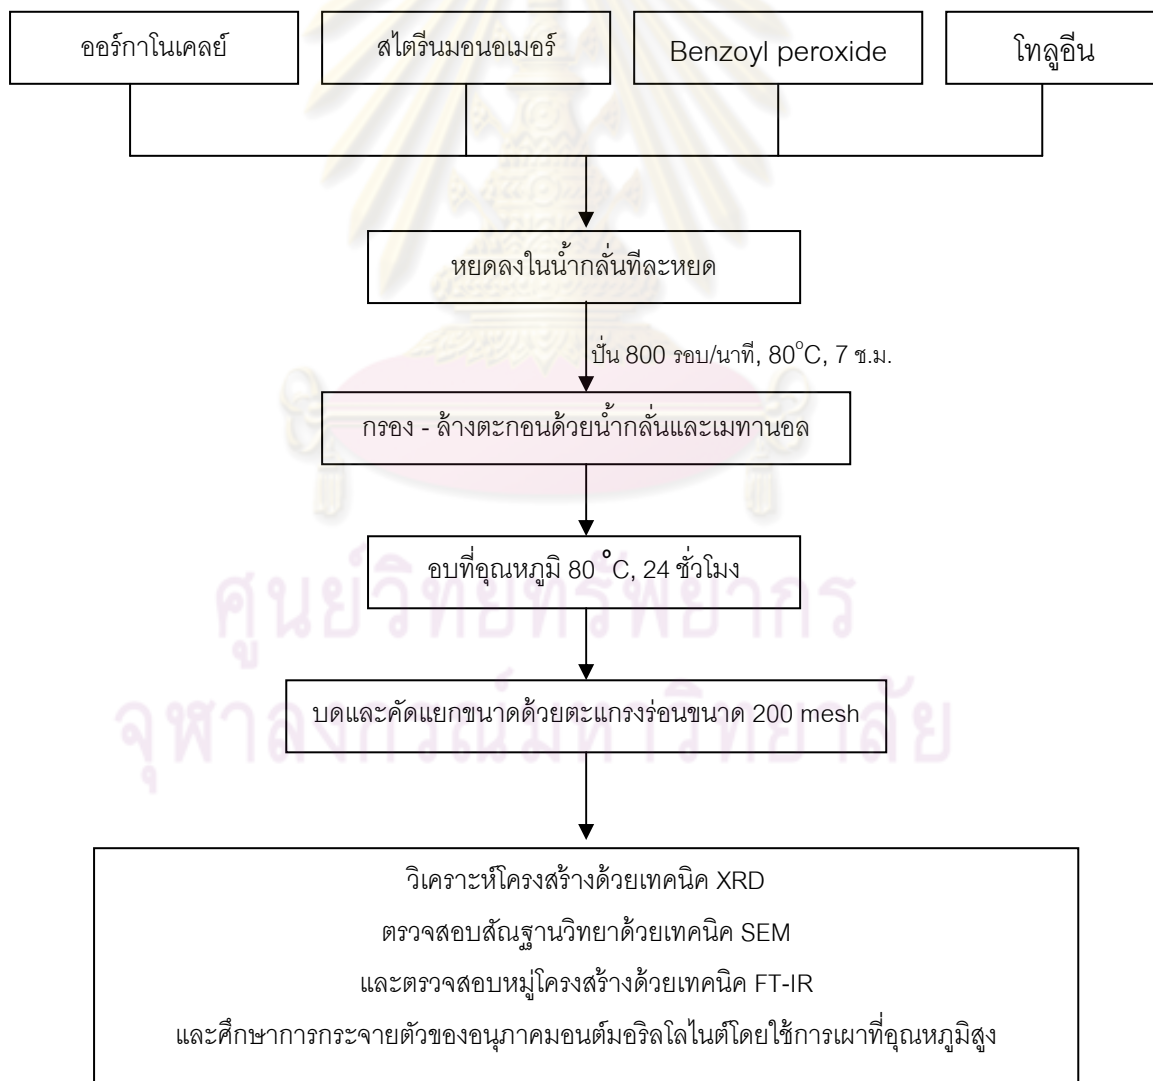 ออร์กาโนเคลย์
สไตรีนมอนอเมอร์
Benzoyl peroxide
โทลูอีน
หยดลงในน้ำกลั่นทีละหยด
ปั่น 800 รอบ/นาที, 80°C, 7 ช.ม.
กรอง - ล้างตะกอนด้วยน้ำกลั่นและเมทานอล
อบที่อุณหภูมิ 80 °C, 24 ชั่วโมง
ศูนย์วิทยทรัพยากร
บดและคัดแยกขนาดด้วยตะแกรงร่อนขนาด 200 mesh
จุฬาลงกรณ์มหาวิทยาลัย
วิเคราะห์โครงสร้างด้วยเทคนิค XRD
ตรวจสอบสัณฐานวิทยาด้วยเทคนิค SEM
และตรวจสอบหมู่โครงสร้างด้วยเทคนิค FT-IR
และศึกษาการกระจายตัวของอนุภาคมอนต์มอริลโลไนต์โดยใช้การเผาที่อุณหภูมิสูง